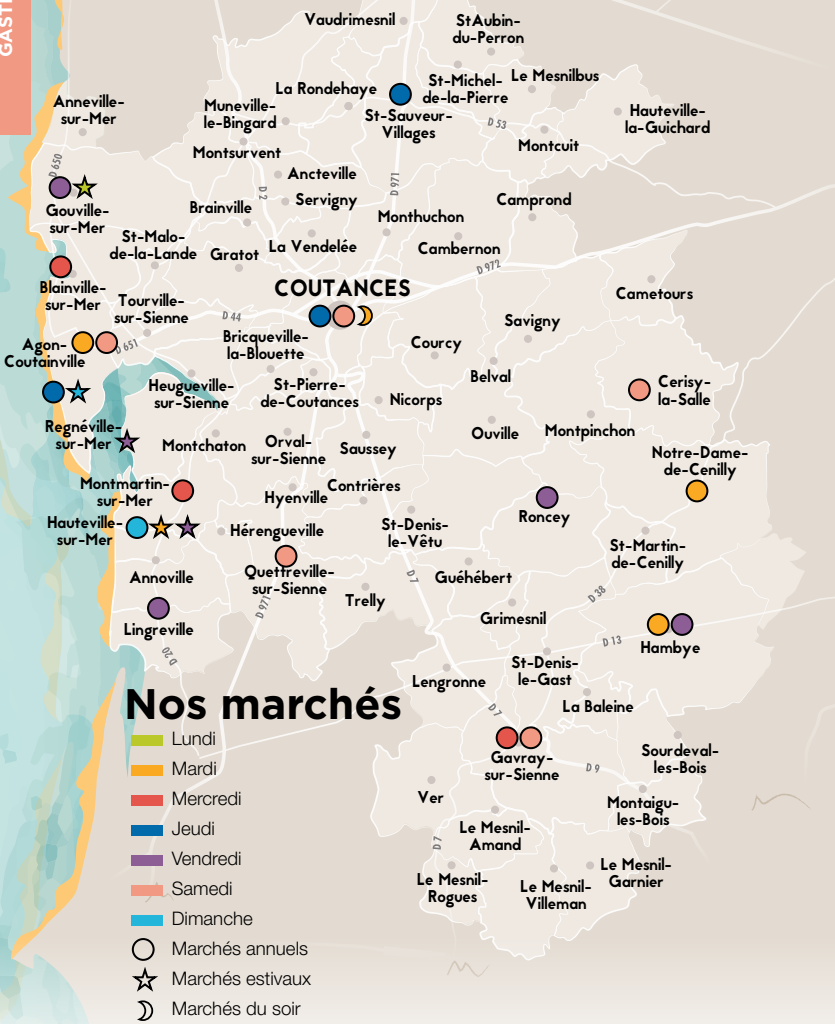 GASTI
Vaudrimesnil
StAubin-
du-Perron
St-Michel-
de-la-Pierre
Le Mesnilbus
La Rondehaye
Anneville-
sur-Mer
Muneville-
le-Bingard
St-Sauveur-
Villages
D 53
Hauteville-
la-Guichard
Montsurvent
Montcuit
D 650
Ancteville
D 2
D 971
Servigny
Camprond
Gouville-
sur-Mer
Brainville
Monthuchon
St-Malo-
de-la-Lande
Gratot
La Vendelée
Cambernon
D 972
Blainville-
sur-Mer
COUTANCES
Cametours
Tourville-
sur-Sienne
D 44
Savigny
Agon-
Coutainville
D 651
Bricqueville-
la-Blouette
Courcy
Belval
Cerisy-
la-Salle
Heugueville-
sur-Sienne
St-Pierre-
de-Coutances
Nicorps
Regnéville-
sur-Mer
Montchaton
Orval-
sur-Sienne
Saussey
Ouville
Montpinchon
Notre-Dame-
de-Cenilly
Montmartin-
sur-Mer
Hyenville
Contrières
Roncey
Hauteville-
sur-Mer
Hérengueville
St-Denis-
le-Vêtu
St-Martin-
de-Cenilly
Annoville
Quettreville-
sur-Sienne
D 7
Guéhébert
Trelly
D 971
D 38
Lingreville
Grimesnil
D 20
D 13
Hambye
St-Denis-
le-Gast
Lengronne
D 7
La Baleine
Gavray-
sur-Sienne
D 9
Sourdeval-
les-Bois
Ver
Montaigu-
les-Bois
D 7
Le Mesnil-
Amand
Le Mesnil-
Rogues
Le Mesnil-
Villeman
Le Mesnil-
Garnier
Nos marchés
Lundi
Mardi
Mercredi
Jeudi
Vendredi
Samedi
Dimanche
Marchés annuels
Marchés estivaux
Marchés du soir